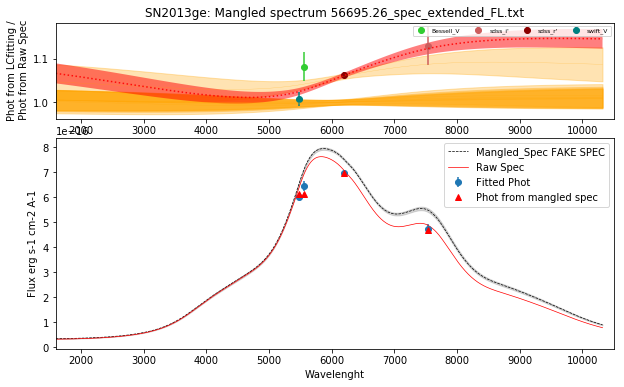 SN2013ge: Mangled spectrum 56695.26_spec_extended_FL.txt
Phot from LCfitting /
Phot from Raw Spec
1.1
1.0
Bessell_V
sdss_i'
sdss_r'
swift_V
2000 3000 4000 5000 6000 7000 8000 9000 10000
1e−16
Flux erg s-1 cm-2 A-1
8
7
6
5
4
3
2
1
0
Mangled_Spec FAKE SPEC
Raw Spec
Fitted Phot
Phot from mangled spec
2000 3000 4000 5000 6000 7000 8000 9000 10000
Wavelenght